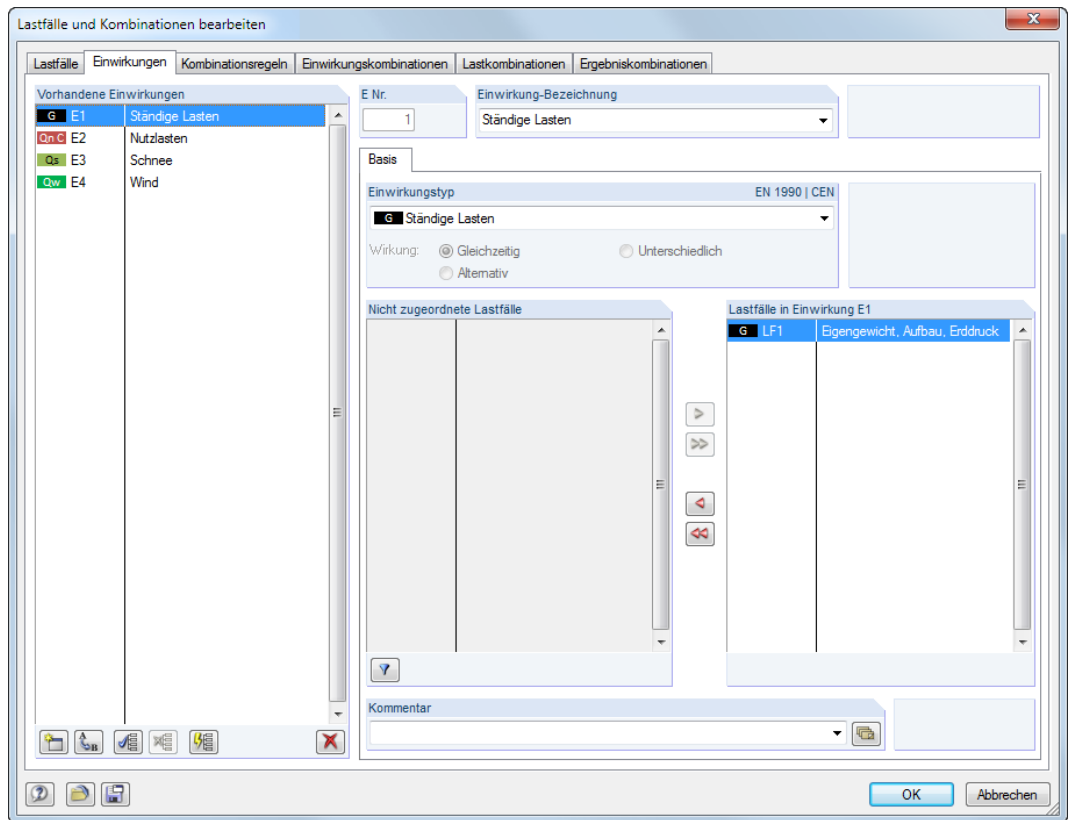 Lastfälle und Kombinationen bearbeiten
Lastfälle Einwirkungen Kombinationsregeln Einwirkungskombinationen Lastkombinationen Ergebniskombinationen
Vorhandene Einwirkungen
G E1 Ständige Lasten
Qn C E2 Nutzlasten
Qs E3 Schnee
Qw E4 Wind
E Nr.
1
Einwirkung-Bezeichnung
Ständige Lasten
Basis
Einwirkungstyp EN 1990 | CEN
G Ständige Lasten
Wirkung: Gleichzeitig Unterschiedlich
Alternativ
Nicht zugeordnete Lastfälle
Lastfälle in Einwirkung E1
G LF1 Eigengewicht, Aufbau, Erddruck
>
>>
Kommentar
OK Abbrechen